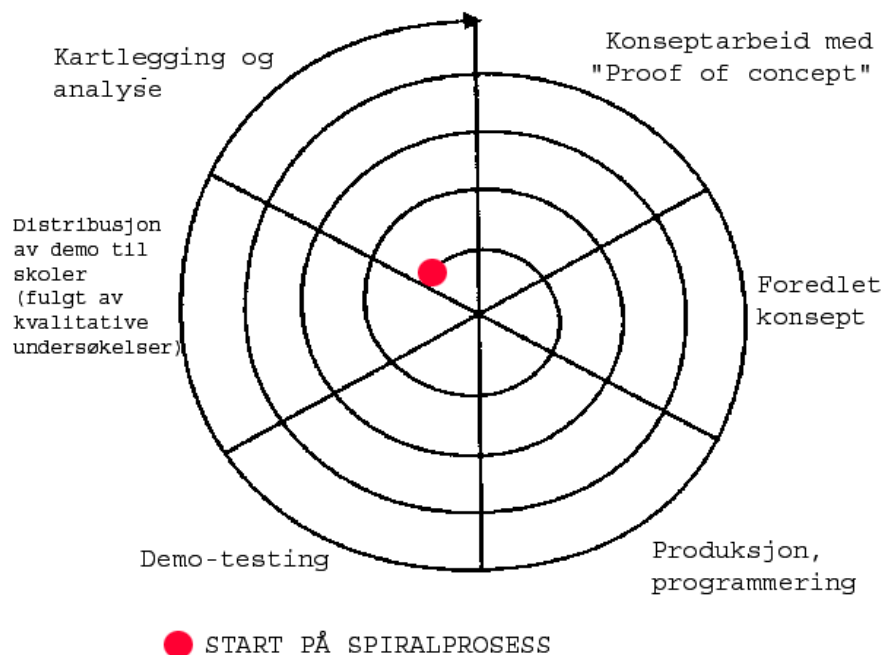 Kartlegging og
analyse
Konseptarbeid med
"Proof of concept"
Distribusjon
av demo til
skoler
(fulgt av
kvalitative
undersøkelser)
Foredlet
konsept
Demo-testing
Produksjon,
programmering
START PÅ SPIRALPROSESS